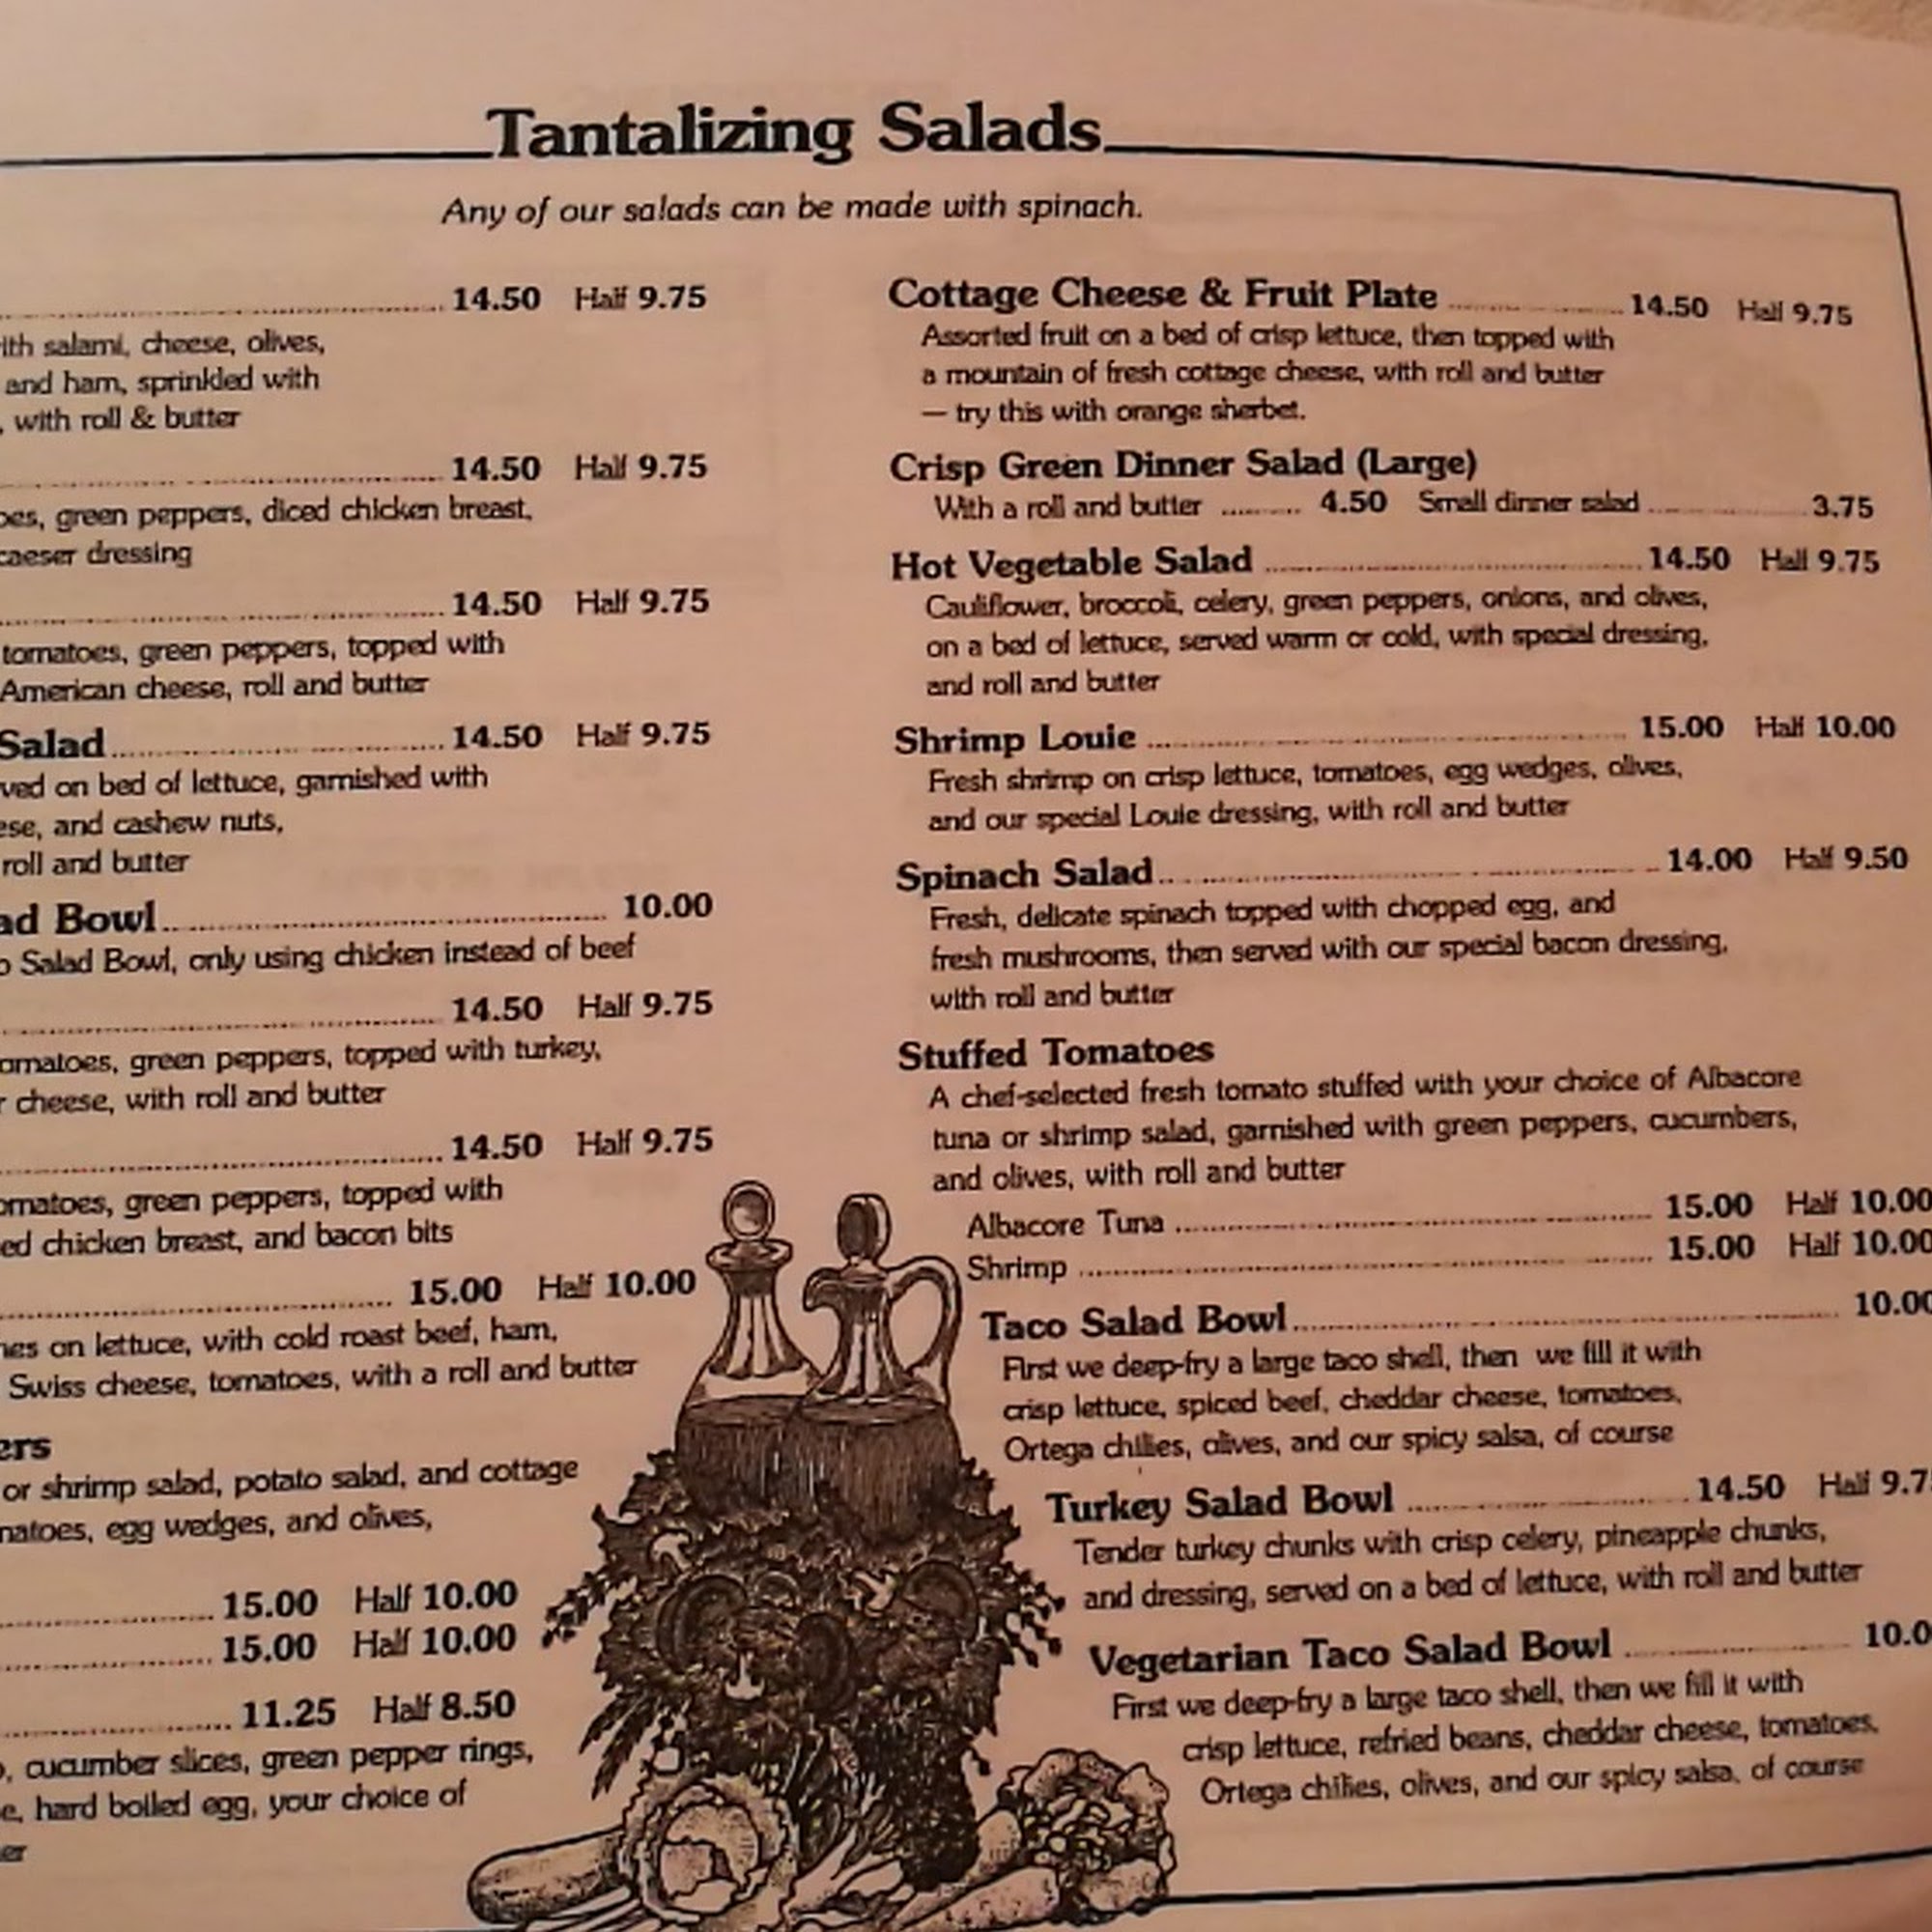 Tantalizing Salads
Any of our salads can be made with spinach.
14.50 Half 9.75
with salami, cheese, olives,
and ham, sprinkled with
, with roll & butter
14.50 Half 9.75
green peppers, diced chicken breast,
caeser dressing
14.50 Half 9.75
tomatoes, green peppers, topped with
American cheese, roll and butter
Salad 14.50 Half 9.75
on bed of lettuce, garnished with
and cashew nuts,
roll and butter
Bowl 10.00
Salad Bowl, only using chicken instead of beef
14.50 Half 9.75
tomatoes, green peppers, topped with turkey,
cheese, with roll and butter
14.50 Half 9.75
tomatoes, green peppers, topped with
chicken breast, and bacon bits
15.00 Half 10.00
on lettuce, with cold roast beef, ham,
Swiss cheese, tomatoes, with a roll and butter
or shrimp salad, potato salad, and cottage
egg wedges, and olives,
15.00 Half 10.00
15.00 Half 10.00
11.25 Half 8.50
cucumber slices, green pepper rings,
hard boiled egg, your choice of
Cottage Cheese & Fruit Plate 14.50 Half 9.75
Assorted fruit on a bed of crisp lettuce, then topped with
a mountain of fresh cottage cheese, with roll and butter
— try this with orange sherbet.
Crisp Green Dinner Salad (Large)
With a roll and butter 4.50 Small dinner salad 3.75
Hot Vegetable Salad 14.50 Half 9.75
Cauliflower, broccoli, celery, green peppers, onions, and olives,
on a bed of lettuce, served warm or cold, with special dressing,
and roll and butter
Shrimp Louie 15.00 Half 10.00
Fresh shrimp on crisp lettuce, tomatoes, egg wedges, olives,
and our special Louie dressing, with roll and butter
Spinach Salad 14.00 Half 9.50
Fresh, delicate spinach topped with chopped egg, and
fresh mushrooms, then served with our special bacon dressing,
with roll and butter
Stuffed Tomatoes
A chef-selected fresh tomato stuffed with your choice of Albacore
tuna or shrimp salad, garnished with green peppers, cucumbers,
and olives, with roll and butter
Albacore Tuna 15.00 Half 10.00
Shrimp 15.00 Half 10.00
Taco Salad Bowl 10.00
First we deep-fry a large taco shell, then we fill it with
crisp lettuce, spiced beef, cheddar cheese, tomatoes,
Ortega chilies, olives, and our spicy salsa, of course
Turkey Salad Bowl 14.50 Half 9.7
Tender turkey chunks with crisp celery, pineapple chunks,
and dressing, served on a bed of lettuce, with roll and butter
Vegetarian Taco Salad Bowl 10.0
First we deep-fry a large taco shell, then we fill it with
crisp lettuce, refried beans, cheddar cheese, tomatoes,
Ortega chilies, olives, and our spicy salsa, of course